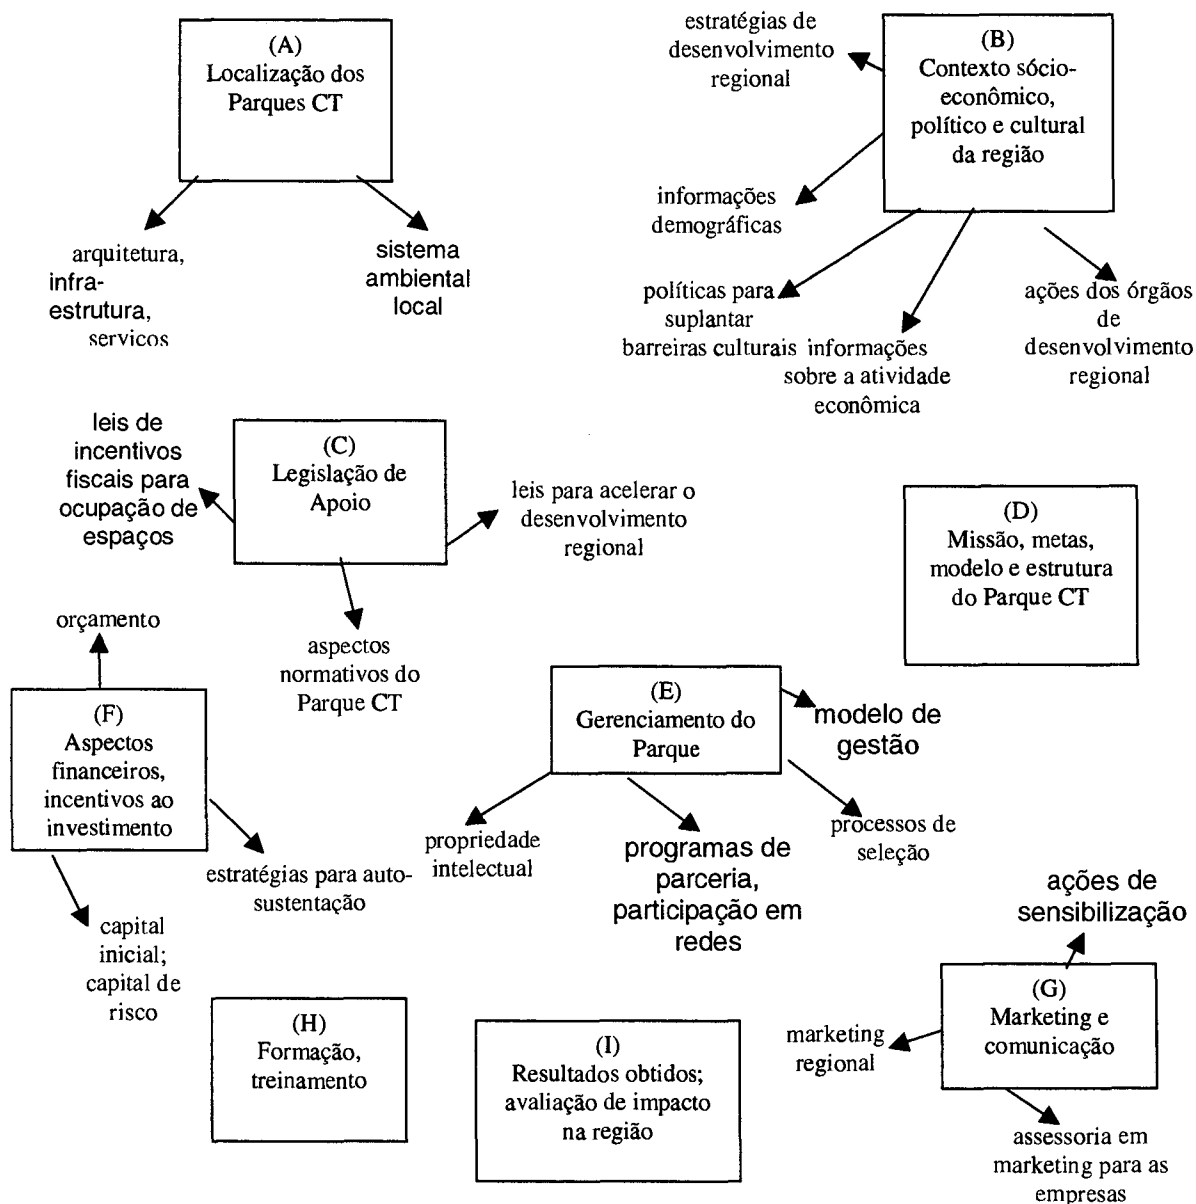 (A)
Localização dos
Parques CT
arquitetura,
infra-
estrutura,
servicos
sistema
ambiental
local
estratégias de
desenvolvimento
regional
(B)
Contexto sócio-
econômico,
político e cultural
da região
informações
demográficas
políticas para
suplantar
barreiras culturais
informações
sobre a atividade
econômica
ações dos órgãos
de
desenvolvimento
regional
leis de
incentivos
fiscais para
ocupação de
espaços
(C)
Legislação de
Apoio
leis para acelerar o
desenvolvimento
regional
aspectos
normativos do
Parque CT
(D)
Missão, metas,
modelo e estrutura
do Parque CT
orçamento
(F)
Aspectos
financeiros,
incentivos ao
investimento
estratégias para auto-
sustentação
capital
inicial;
capital de
risco
(E)
Gerenciamento do
Parque
modelo de
gestão
propriedade
intelectual
programas de
parceria,
participação em
redes
processos de
seleção
ações de
sensibilização
(G)
Marketing e
comunicação
marketing
regional
assessoria em
marketing para as
empresas
(H)
Formação,
treinamento
(I)
Resultados obtidos;
avaliação de impacto
na região